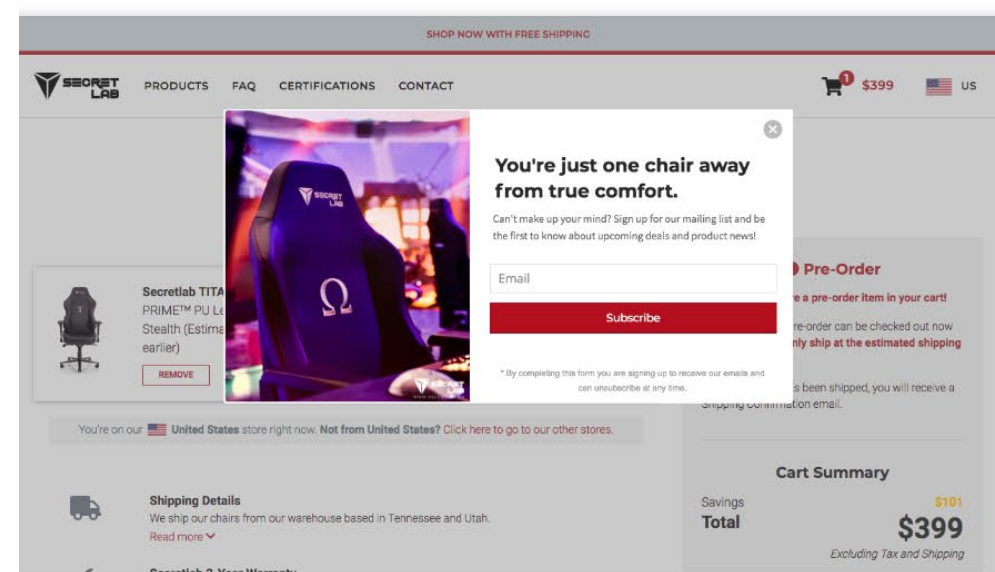 SHOP NOW WITH FREE SHIPPING
SECRET
LAB
PRODUCTS FAQ CERTIFICATIONS CONTACT
1 $399 US
SECRET
LAB
You're just one chair away
from true comfort.
Can't make up your mind? Sign up for our mailing list and be
the first to know about upcoming deals and product news!
Email
Subscribe
* By completing this form you are signing up to receive our emails and
can unsubscribe at any time.
SECRET
LAB
Secretlab TITA
PRIME™ PU Le
Stealth (Estima
earlier)
REMOVE
Pre-Order
e a pre-order item in your cart!
re-order can be checked out now
nly ship at the estimated shipping
s been shipped, you will receive a
Shipping Confirmation email.
You're on our United States store right now. Not from United States? Click here to go to our other stores.
Shipping Details
We ship our chairs from our warehouse based in Tennessee and Utah.
Read more
Cart Summary
Savings $101
Total $399
Excluding Tax and Shipping